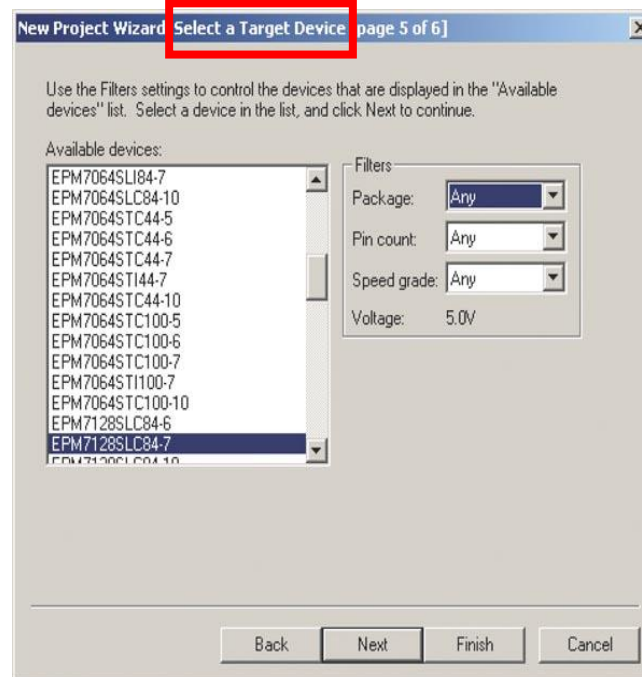 New Project Wizard: Select a Target Device [page 5 of 6]
Use the Filters settings to control the devices that are displayed in the "Available
devices" list. Select a device in the list, and click Next to continue.
Available devices:
EPM7064SLI84-7
EPM7064SLC84-10
EPM7064STC44-5
EPM7064STC44-6
EPM7064STC44-7
EPM7064STI44-7
EPM7064STC44-10
EPM7064STC100-5
EPM7064STC100-6
EPM7064STC100-7
EPM7064STI100-7
EPM7064STC100-10
EPM7128SLC84-6
EPM7128SLC84-7
EPM7128SLC84-10
Filters
Package: Any
Pin count: Any
Speed grade: Any
Voltage: 5.0V
Back Next Finish Cancel